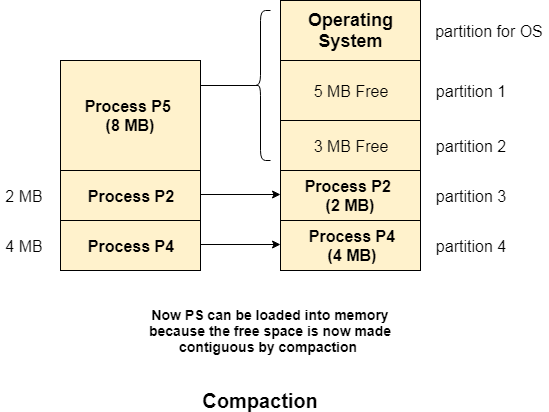 Operating
System
partition for OS
Process P5
(8 MB)
5 MB Free
partition 1
3 MB Free
partition 2
2 MB
Process P2
Process P2
(2 MB)
partition 3
4 MB
Process P4
Process P4
(4 MB)
partition 4
Now PS can be loaded into memory
because the free space is now made
contiguous by compaction
Compaction